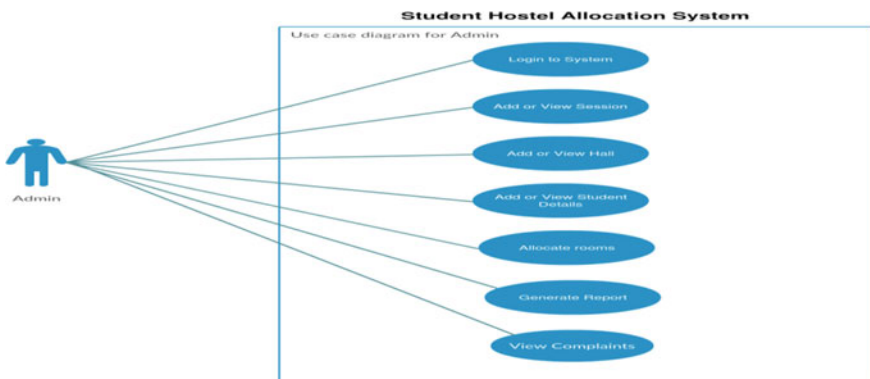 Student Hostel Allocation System
Use case diagram for Admin
Login to System
Add or View Session
Add or View Hall
Admin
Add or View Student
Details
Allocate rooms
Generate Report
View Complaints